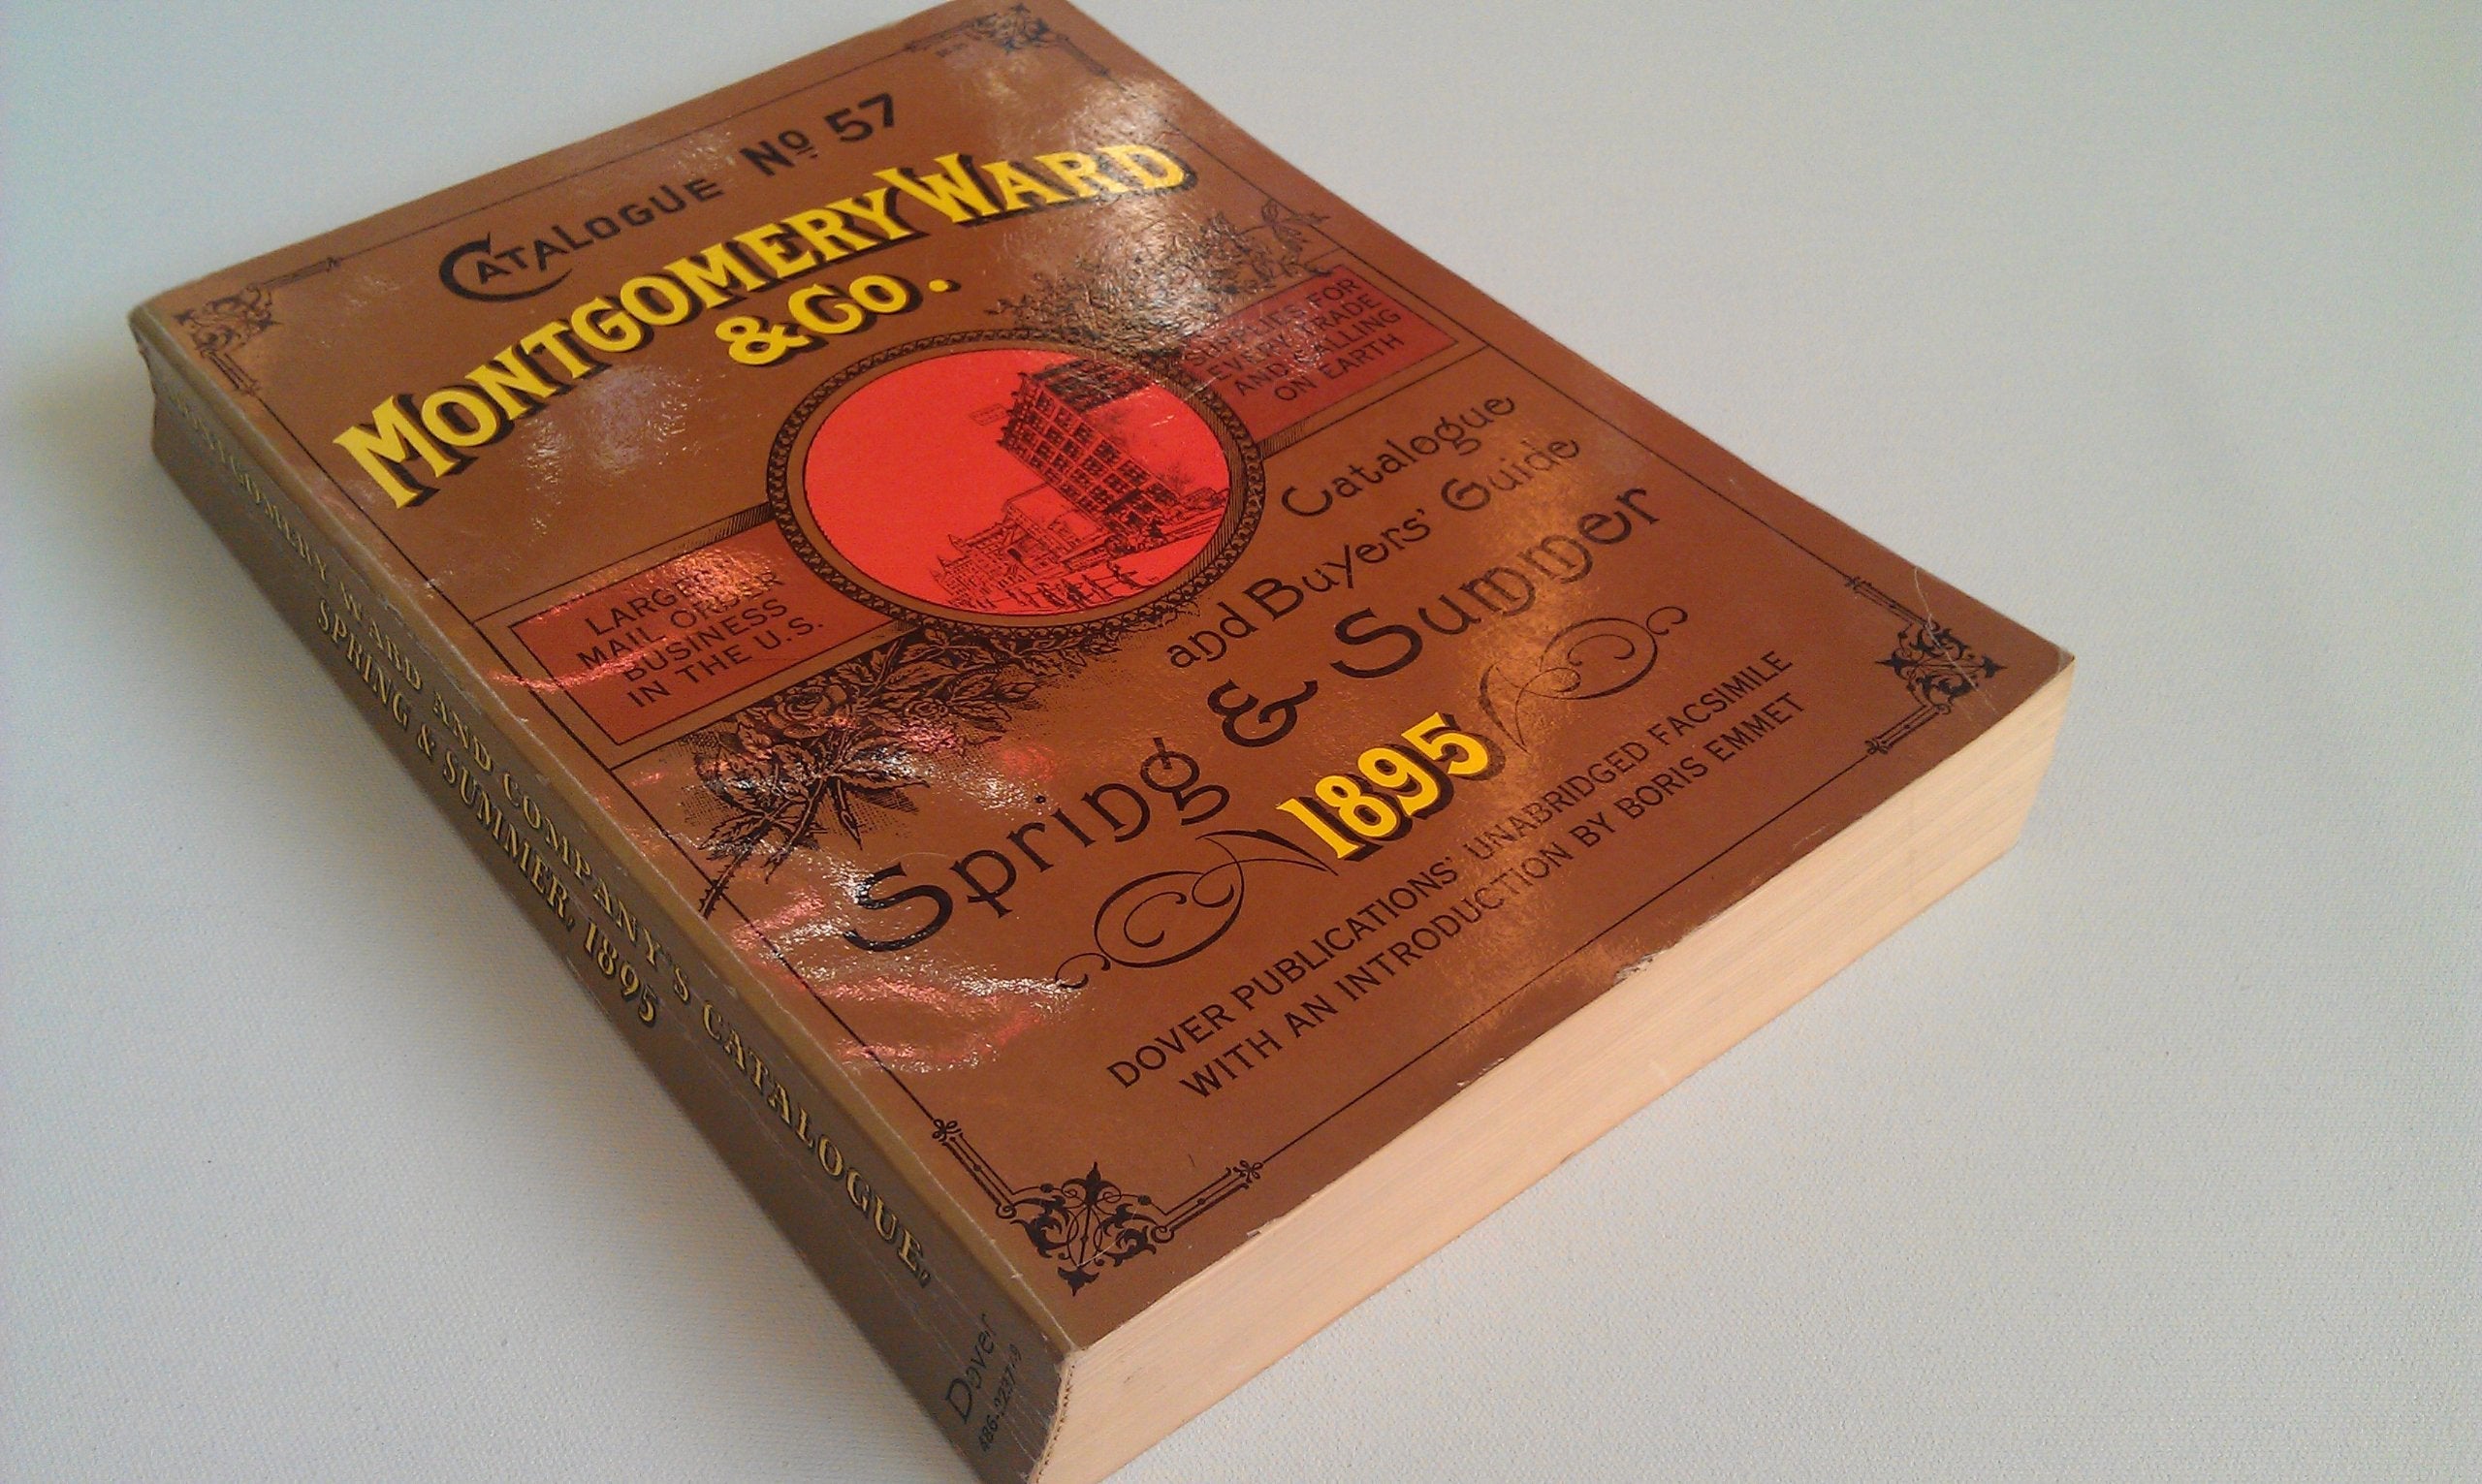 CATALOGUE No 57
MONTGOMERY WARD
& Co.
SUPPLIES FOR
EVERY TRADE
AND CALLING
ON EARTH
LARGEST
MAIL ORDER
BUSINESS
IN THE U.S.
Catalogue
and Buyers' Guide
Spring & Summer
1895
DOVER PUBLICATIONS' UNABRIDGED FACSIMILE
WITH AN INTRODUCTION BY BORIS EMMET
MONTGOMERY WARD AND COMPANY'S CATALOGUE,
SPRING & SUMMER, 1895
Dover